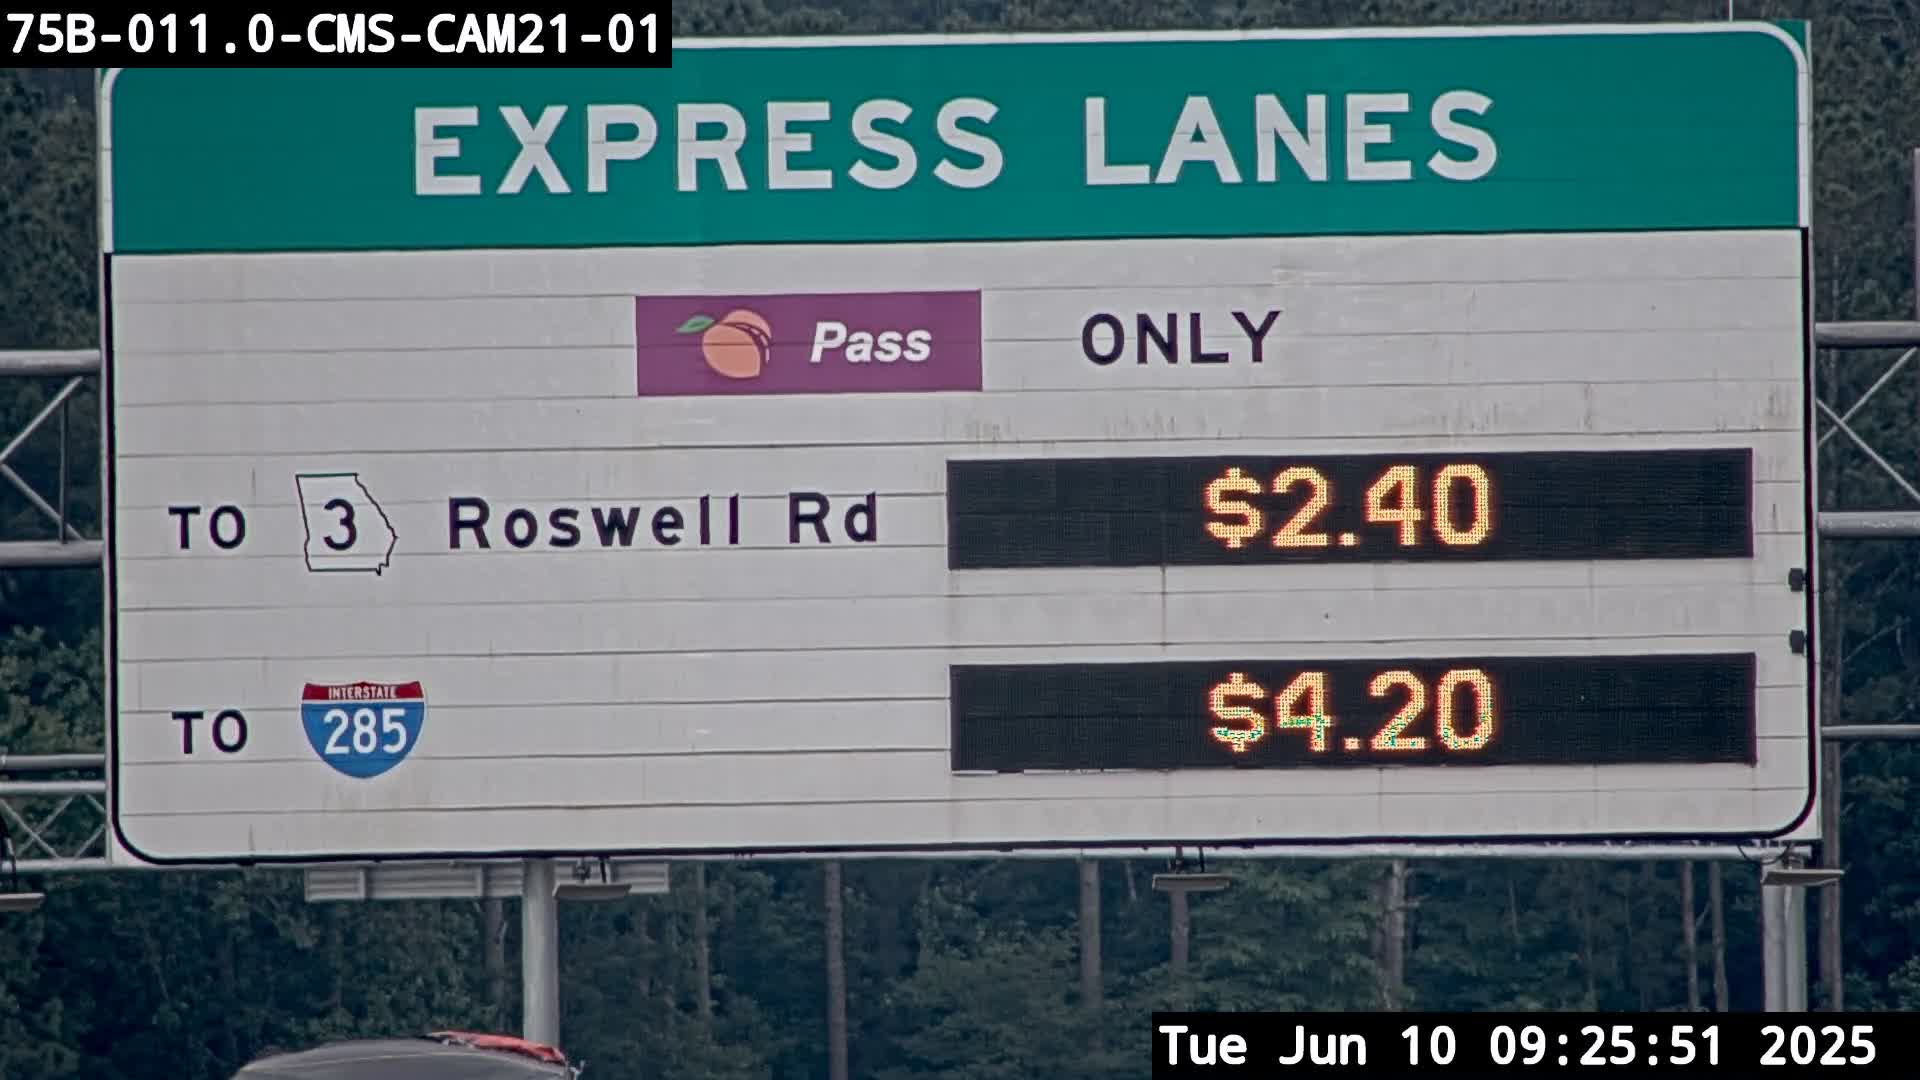 75B-011.0-CMS-CAM21-01
EXPRESS LANES
Pass ONLY
TO 3 Roswell Rd $2.40
INTERSTATE
TO 285 $4.20
Tue Jun 10 09:25:51 2025